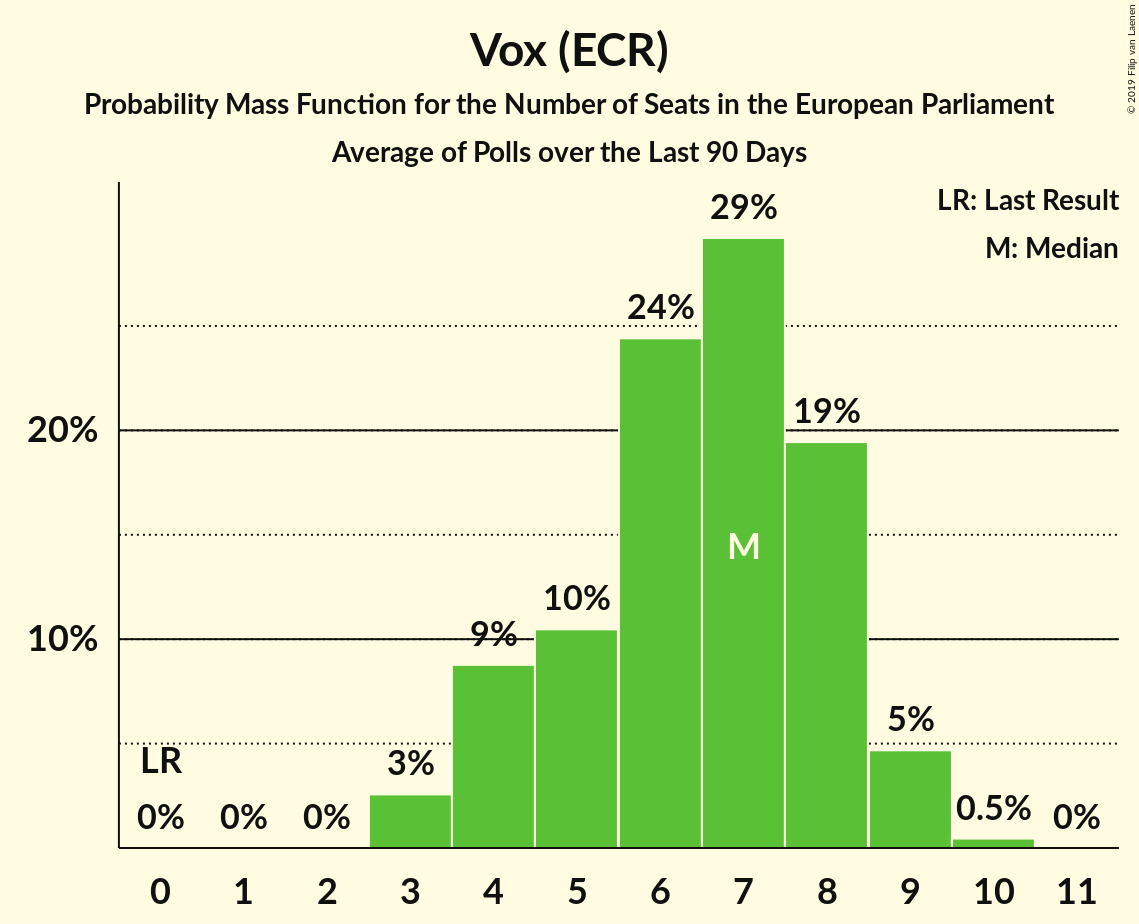 Vox (ECR)
Probability Mass Function for the Number of Seats in the European Parliament
Average of Polls over the Last 90 Days
© 2019 Filip van Laenen
LR: Last Result
M: Median
29%
24%
19%
20%
M
10%
9%
10%
5%
LR
3%
0% 0% 0% 0.5% 0%
0 1 2 3 4 5 6 7 8 9 10 11